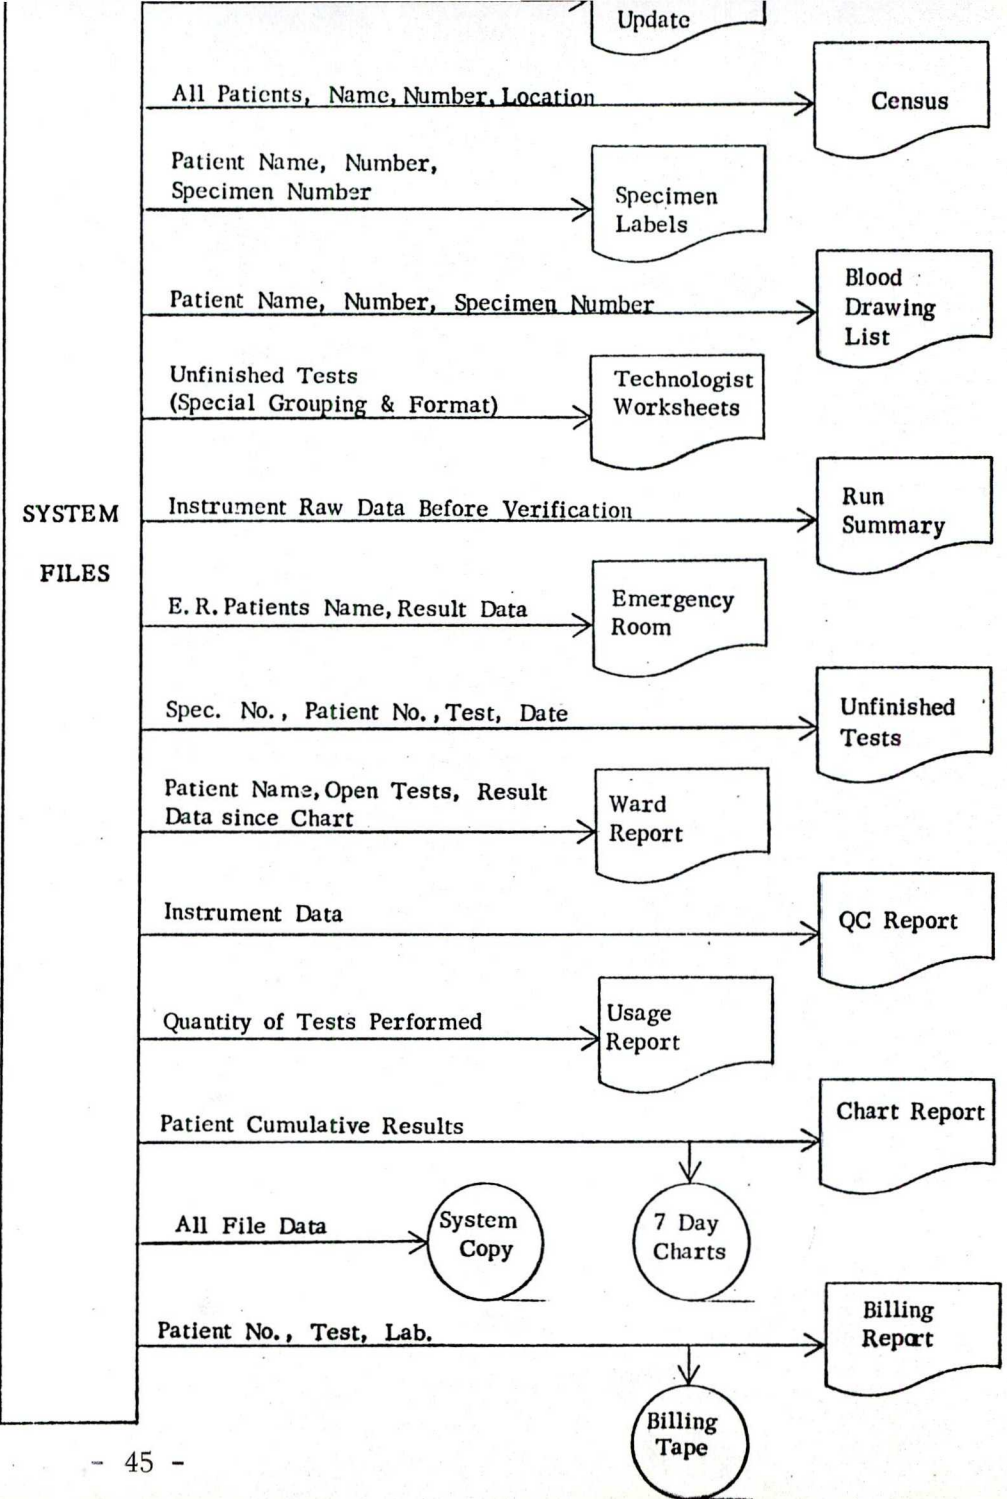 Update
All Patients, Name, Number, Location
Census
Patient Name, Number,
Specimen Number
Specimen
Labels
Patient Name, Number, Specimen Number
Blood
Drawing
List
Unfinished Tests
(Special Grouping & Format)
Technologist
Worksheets
SYSTEM
FILES
Instrument Raw Data Before Verification
Run
Summary
E.R. Patients Name, Result Data
Emergency
Room
Spec. No., Patient No., Test, Date
Unfinished
Tests
Patient Name, Open Tests, Result
Data since Chart
Ward
Report
Instrument Data
QC Report
Quantity of Tests Performed
Usage
Report
Patient Cumulative Results
Chart Report
All File Data
System
Copy
7 Day
Charts
Patient No., Test, Lab.
Billing
Report
Billing
Tape
- 45 -